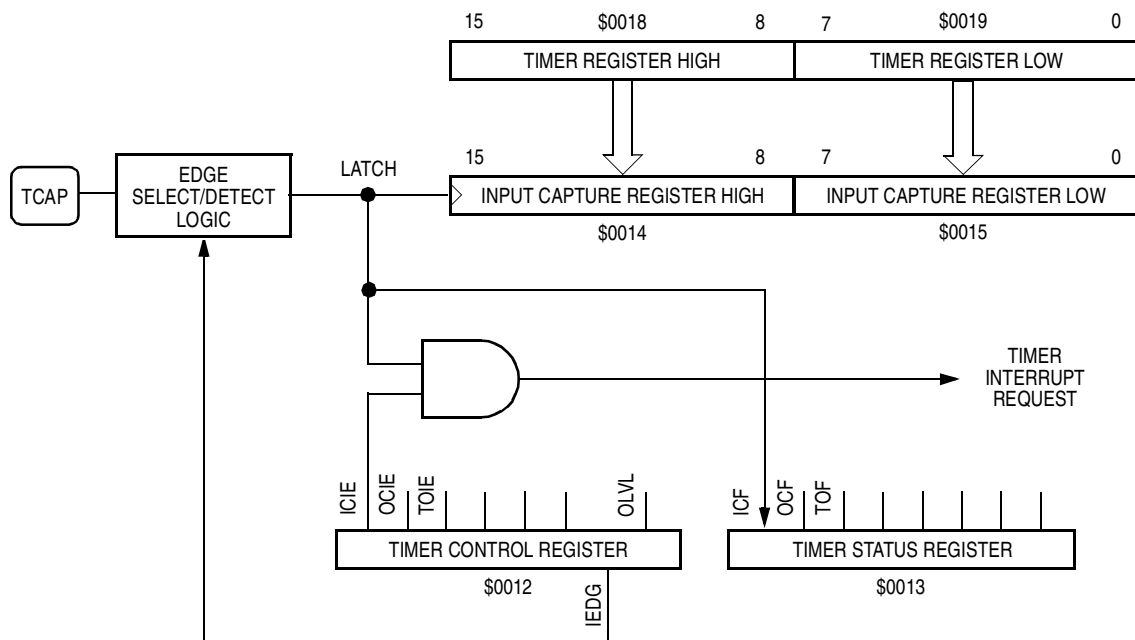 15 $0018 8 7 $0019 0
TIMER REGISTER HIGH TIMER REGISTER LOW
15 8 7 0
TCAP
EDGE
SELECT/DETECT
LOGIC
LATCH
INPUT CAPTURE REGISTER HIGH INPUT CAPTURE REGISTER LOW
$0014 $0015
TIMER
INTERRUPT
REQUEST
ICIE
OCIE
TOIE
OLVL
ICF
OCF
TOF
TIMER CONTROL REGISTER TIMER STATUS REGISTER
$0012 $0013
IEDG